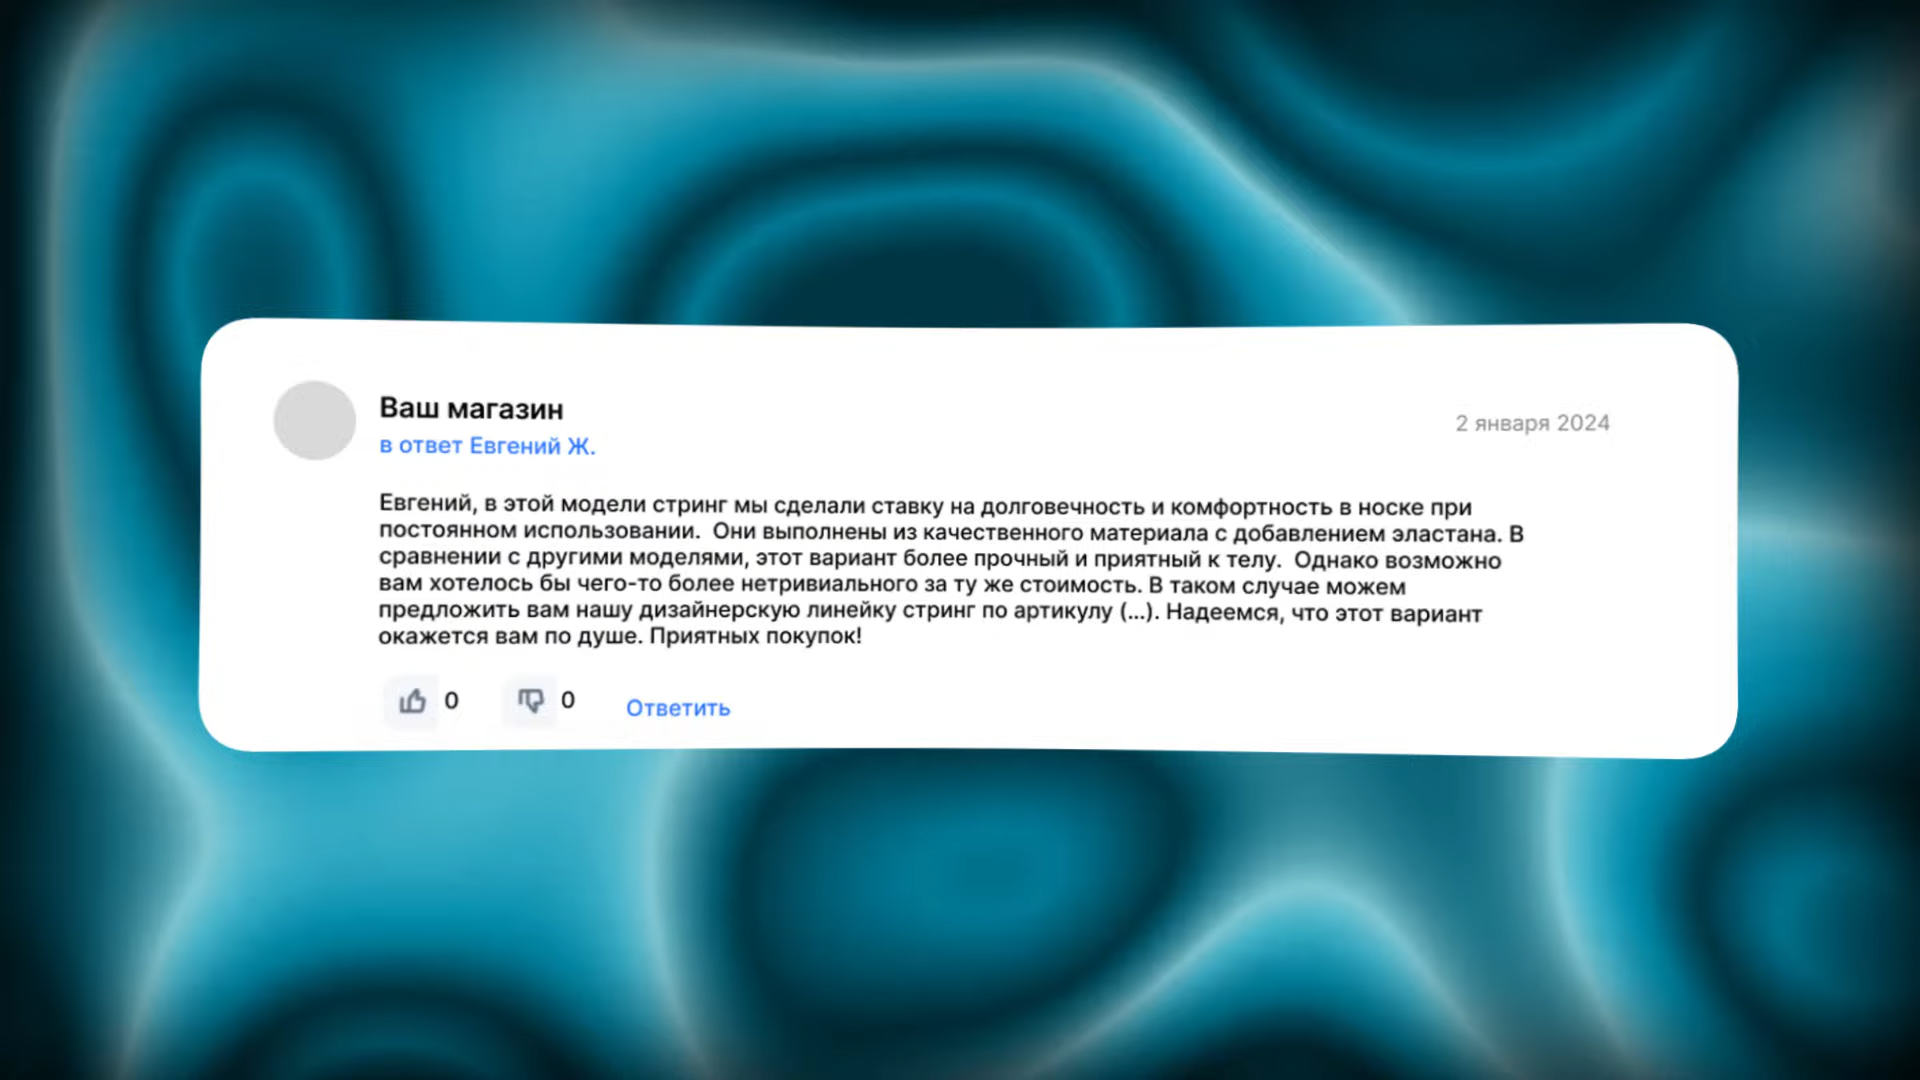 Ваш магазин
2 января 2024
в ответ Евгений Ж.
Евгений, в этой модели стринг мы сделали ставку на долговечность и комфортность в носке при
постоянном использовании.  Они выполнены из качественного материала с добавлением эластана. В
сравнении с другими моделями, этот вариант более прочный и приятный к телу.  Однако возможно
вам хотелось бы чего-то более нетривиального за ту же стоимость. В таком случае можем
предложить вам нашу дизайнерскую линейку стринг по артикулу (...). Надеемся, что этот вариант
окажется вам по душе. Приятных покупок!
0 0 Ответить